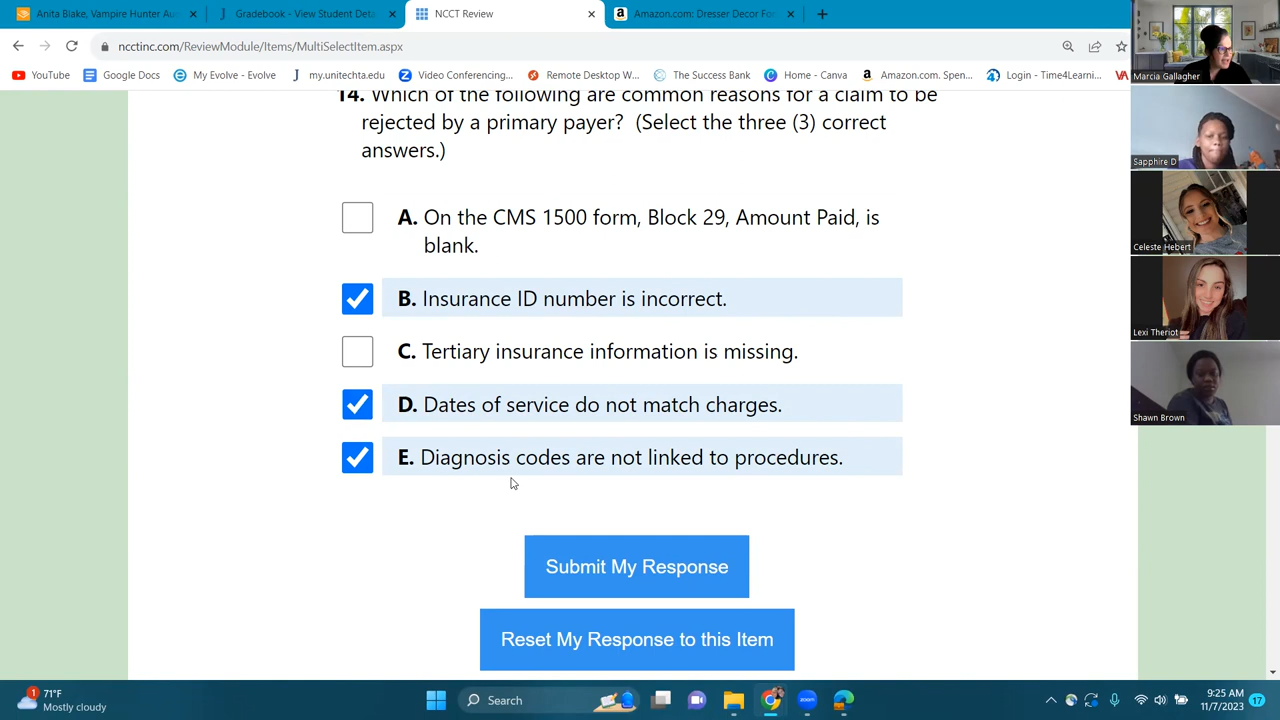 Anita Blake, Vampire Hunter Au
Gradebook - View Student Deta
NCCT Review
Amazon.com: Dresser Decor For
ncctinc.com/ReviewModule/Items/MultiSelectItem.aspx
YouTube
Google Docs
My Evolve - Evolve
my.unitechta.edu
Video Conferencing...
Remote Desktop W...
The Success Bank
Home - Canva
Amazon.com. Spen...
Login - Time4Learni...
14. Which of the following are common reasons for a claim to be
rejected by a primary payer? (Select the three (3) correct
answers.)
A. On the CMS 1500 form, Block 29, Amount Paid, is
blank.
B. Insurance ID number is incorrect.
C. Tertiary insurance information is missing.
D. Dates of service do not match charges.
E. Diagnosis codes are not linked to procedures.
Submit My Response
Reset My Response to this Item
Marcia Gallagher
Sapphire D
Celeste Hebert
Lexi Theriot
Shawn Brown
1
71°F
Mostly cloudy
Search
zoom
9:25 AM
11/7/2023
17